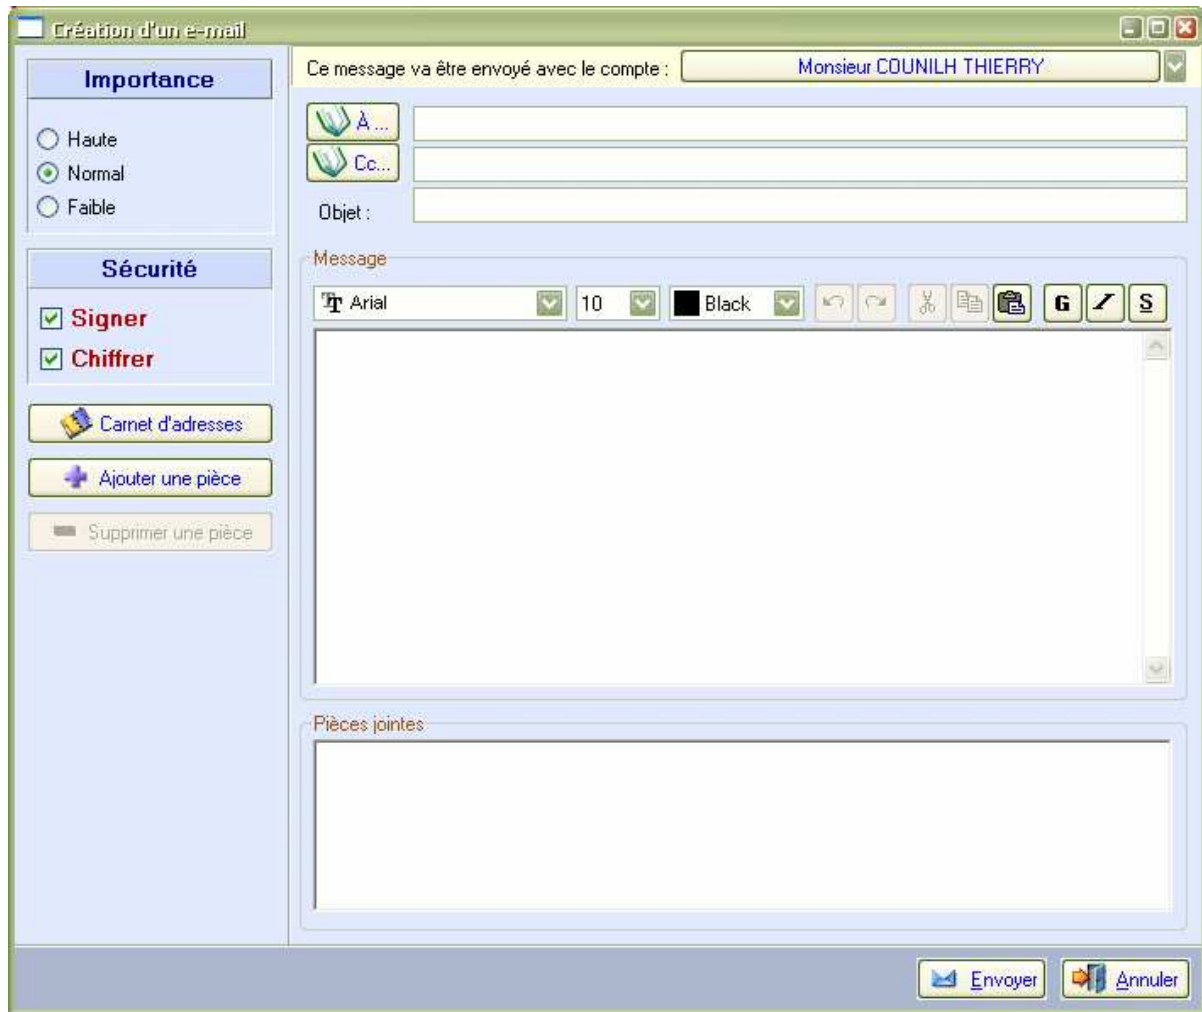 Création d'un e-mail
Importance
Haute
Normal
Faible
Sécurité
Signer
Chiffrer
Carnet d'adresses
Ajouter une pièce
Supprimer une pièce
Ce message va être envoyé avec le compte : Monsieur COUNILH THIERRY
À ...
Cc...
Objet :
Message
Arial 10 Black G I S
Pièces jointes
Envoyer Annuler